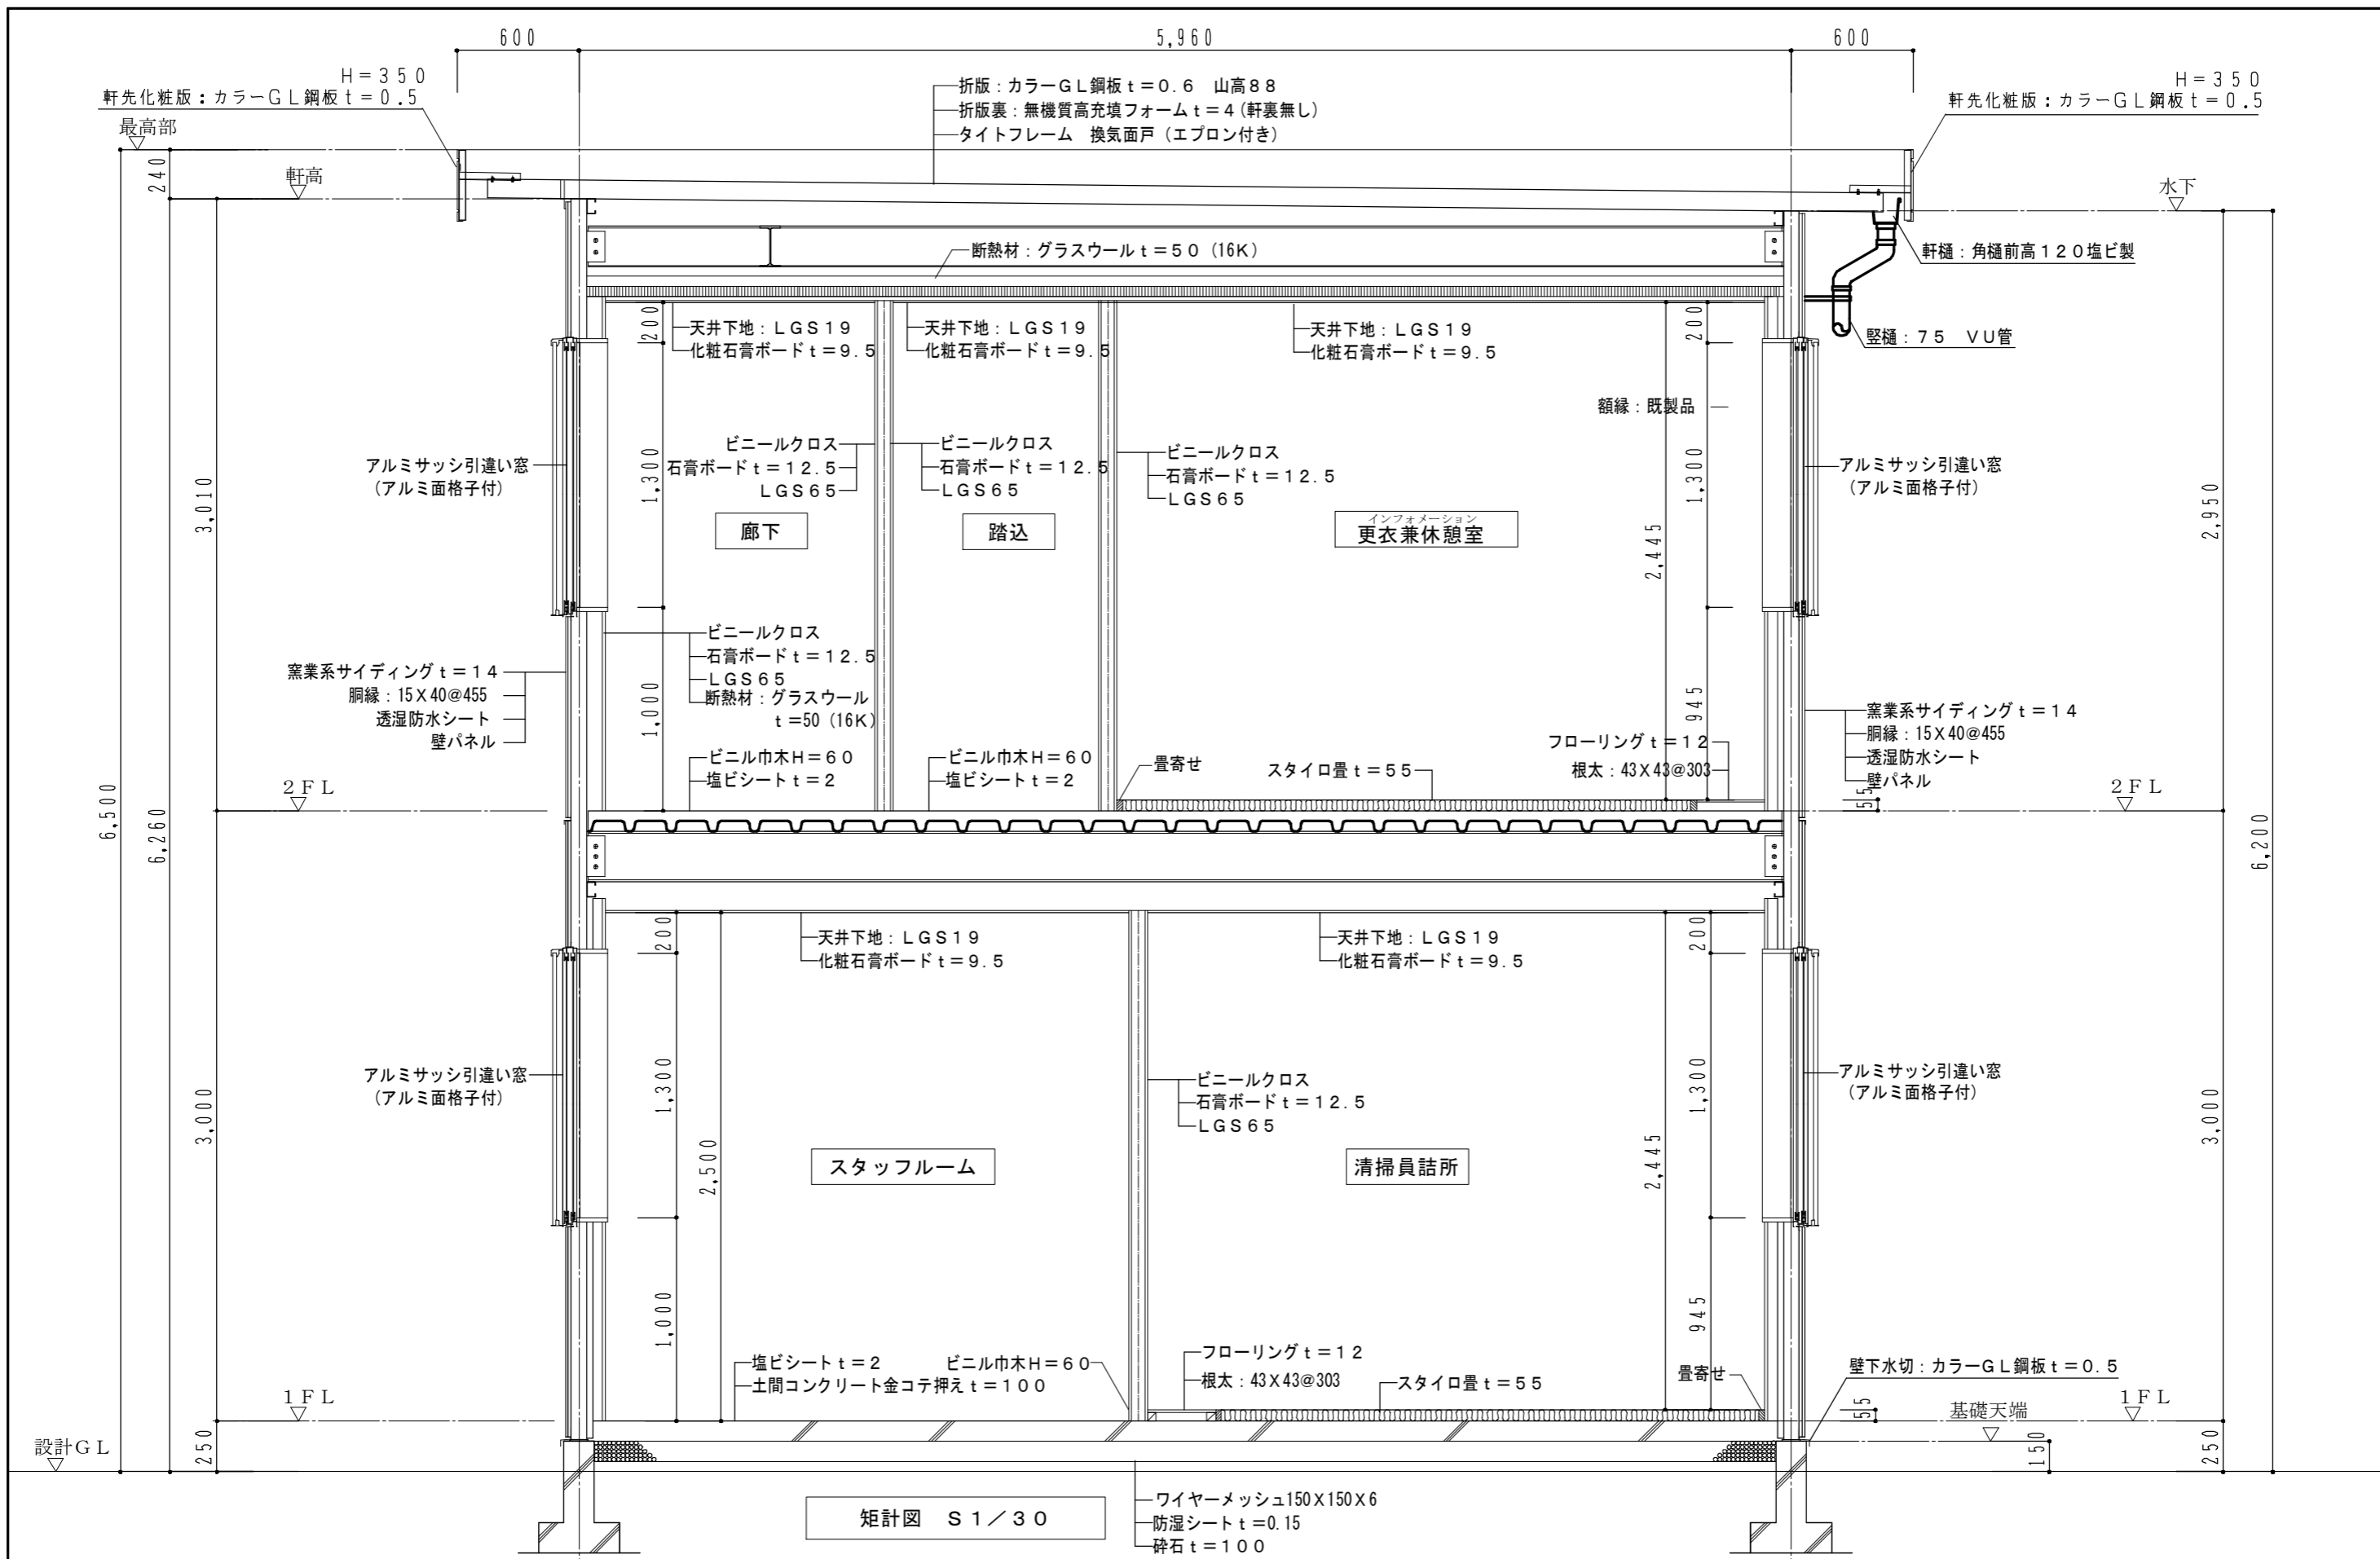 600
5,960
600
H=350
軒先化粧版：カラーGL鋼板t=0.5
H=350
軒先化粧版：カラーGL鋼板t=0.5
折版：カラーGL鋼板t=0.6　山高88
折版裏：無機質高充填フォームt=4(軒裏無し)
タイトフレーム　換気面戸(エプロン付き)
最高部
240
軒高
水下
断熱材：グラスウールt=50(16K)
軒樋：角樋前高120塩ビ製
竪樋：75　VU管
200
天井下地：LGS19
化粧石膏ボードt=9.5
天井下地：LGS19
化粧石膏ボードt=9.5
天井下地：LGS19
化粧石膏ボードt=9.5
200
額縁：既製品
アルミサッシ引違い窓
(アルミ面格子付)
1,300
ビニールクロス
石膏ボードt=12.5
LGS65
ビニールクロス
石膏ボードt=12.5
LGS65
ビニールクロス
石膏ボードt=12.5
LGS65
1,300
アルミサッシ引違い窓
(アルミ面格子付)
3,010
2,950
廊下
踏込
インフォメーション
更衣兼休憩室
2,445
ビニールクロス
石膏ボードt=12.5
LGS65
断熱材：グラスウール
t=50(16K)
窯業系サイディングt=14
胴縁：15X40@455
透湿防水シート
壁パネル
1,000
945
窯業系サイディングt=14
胴縁：15X40@455
透湿防水シート
壁パネル
ビニル巾木H=60
塩ビシートt=2
ビニル巾木H=60
塩ビシートt=2
畳寄せ
スタイロ畳t=55
フローリングt=12
根太：43X43@303
55
2FL
2FL
6,500
6,260
6,200
200
天井下地：LGS19
化粧石膏ボードt=9.5
天井下地：LGS19
化粧石膏ボードt=9.5
200
アルミサッシ引違い窓
(アルミ面格子付)
1,300
ビニールクロス
石膏ボードt=12.5
LGS65
1,300
アルミサッシ引違い窓
(アルミ面格子付)
3,000
3,000
2,500
スタッフルーム
清掃員詰所
2,445
1,000
945
塩ビシートt=2
土間コンクリート金コテ押えt=100
ビニル巾木H=60
フローリングt=12
根太：43X43@303
スタイロ畳t=55
畳寄せ
壁下水切：カラーGL鋼板t=0.5
55
1FL
基礎天端
1FL
設計GL
250
150
250
矩計図　S1／30
ワイヤーメッシュ150X150X6
防湿シートt=0.15
砕石t=100